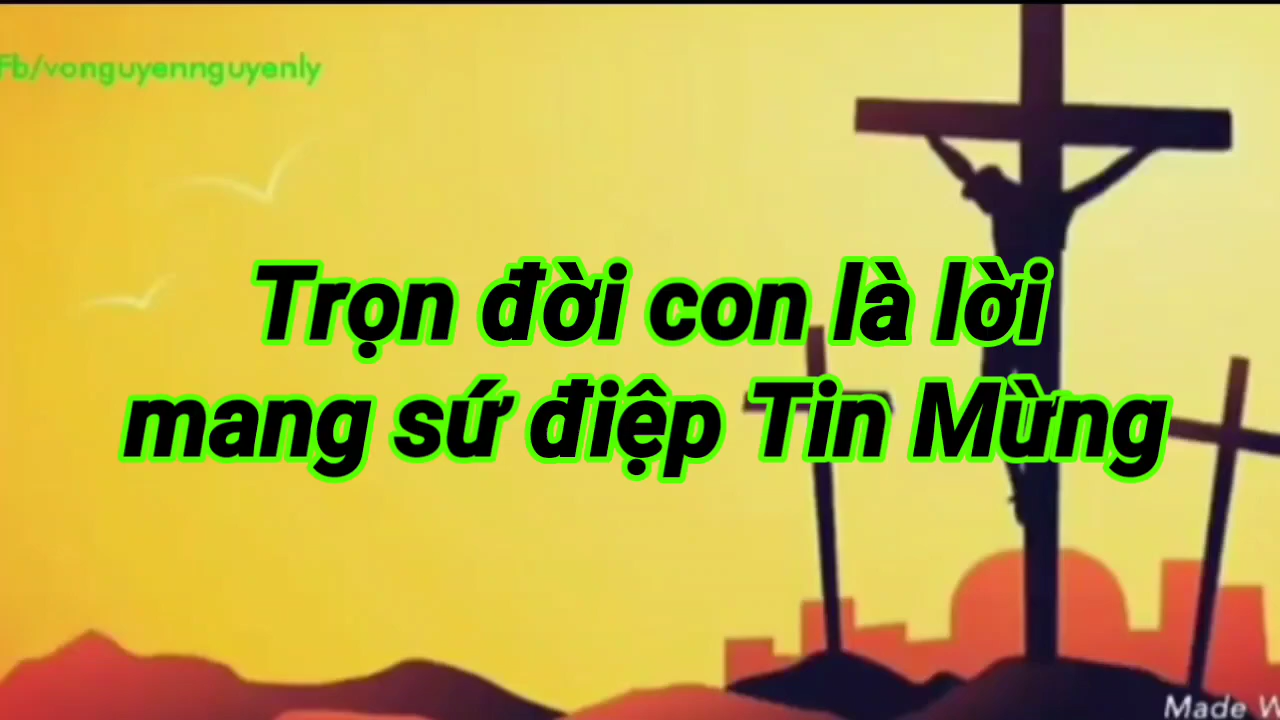 Fb/vonguyennguyenly
Trọn đời con là lời
mang sứ điệp Tin Mừng
Made W